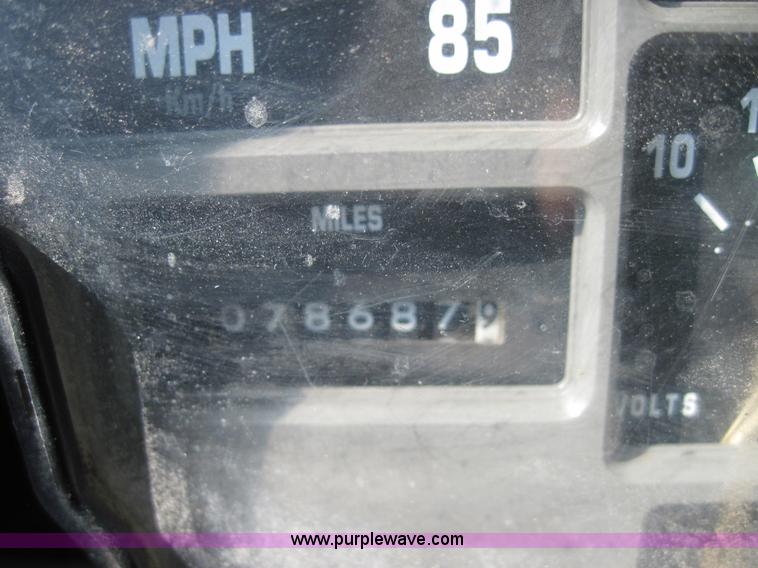 MPH 85
Km/h
10
MILES
0786879
VOLTS
www.purplewave.com